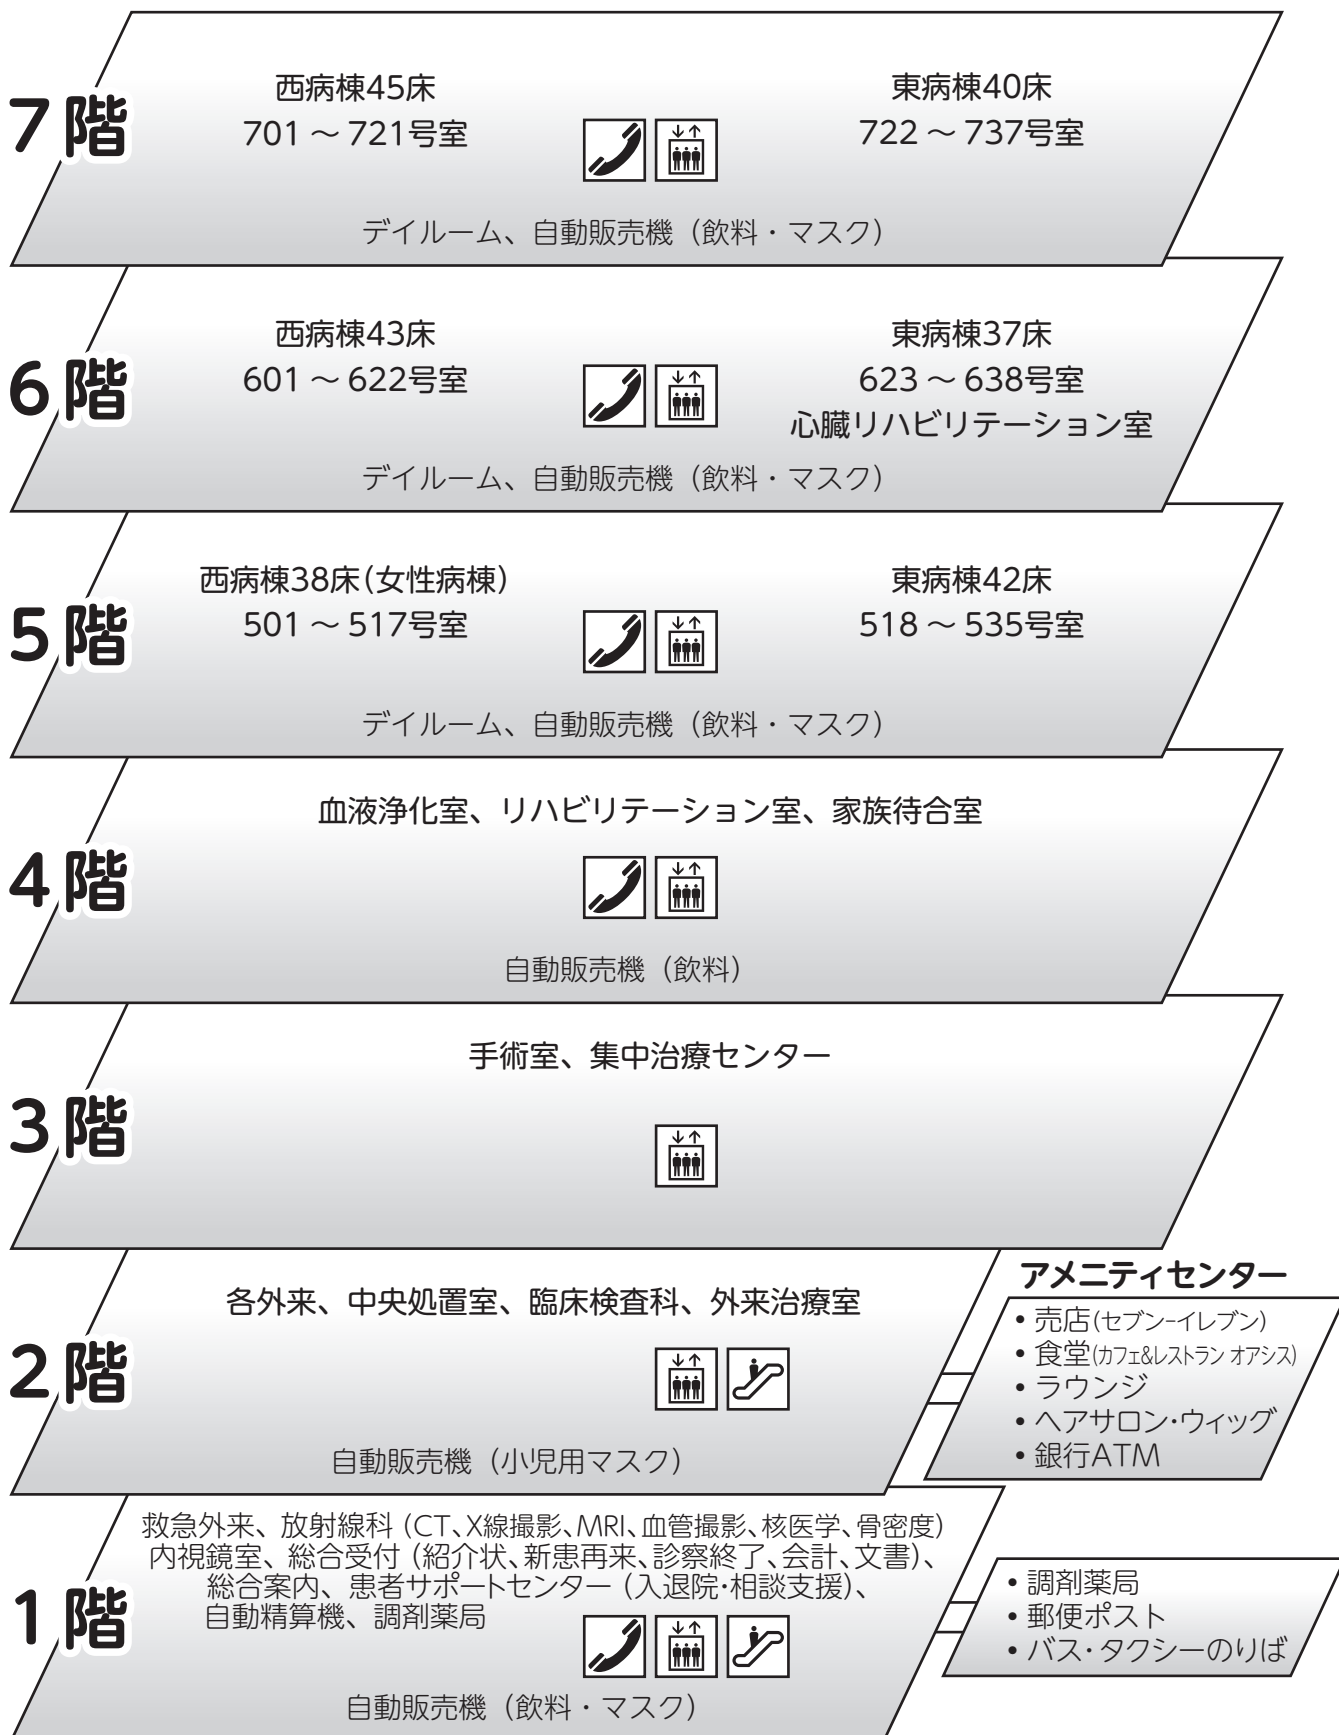 7階
西病棟45床
701 ～ 721号室
東病棟40床
722 ～ 737号室
デイルーム、自動販売機（飲料・マスク）
6階
西病棟43床
601 ～ 622号室
東病棟37床
623 ～ 638号室
心臓リハビリテーション室
デイルーム、自動販売機（飲料・マスク）
5階
西病棟38床（女性病棟）
501 ～ 517号室
東病棟42床
518 ～ 535号室
デイルーム、自動販売機（飲料・マスク）
4階
血液浄化室、リハビリテーション室、家族待合室
自動販売機（飲料）
3階
手術室、集中治療センター
2階
各外来、中央処置室、臨床検査科、外来治療室
自動販売機（小児用マスク）
アメニティセンター
• 売店(セブン-イレブン)
• 食堂(カフェ&レストラン オアシス)
• ラウンジ
• ヘアサロン・ウィッグ
• 銀行ATM
1階
救急外来、放射線科（CT、X線撮影、MRI、血管撮影、核医学、骨密度）
内視鏡室、総合受付（紹介状、新患再来、診察終了、会計、文書）、
総合案内、患者サポートセンター（入退院・相談支援）、
自動精算機、調剤薬局
自動販売機（飲料・マスク）
• 調剤薬局
• 郵便ポスト
• バス・タクシーのりば